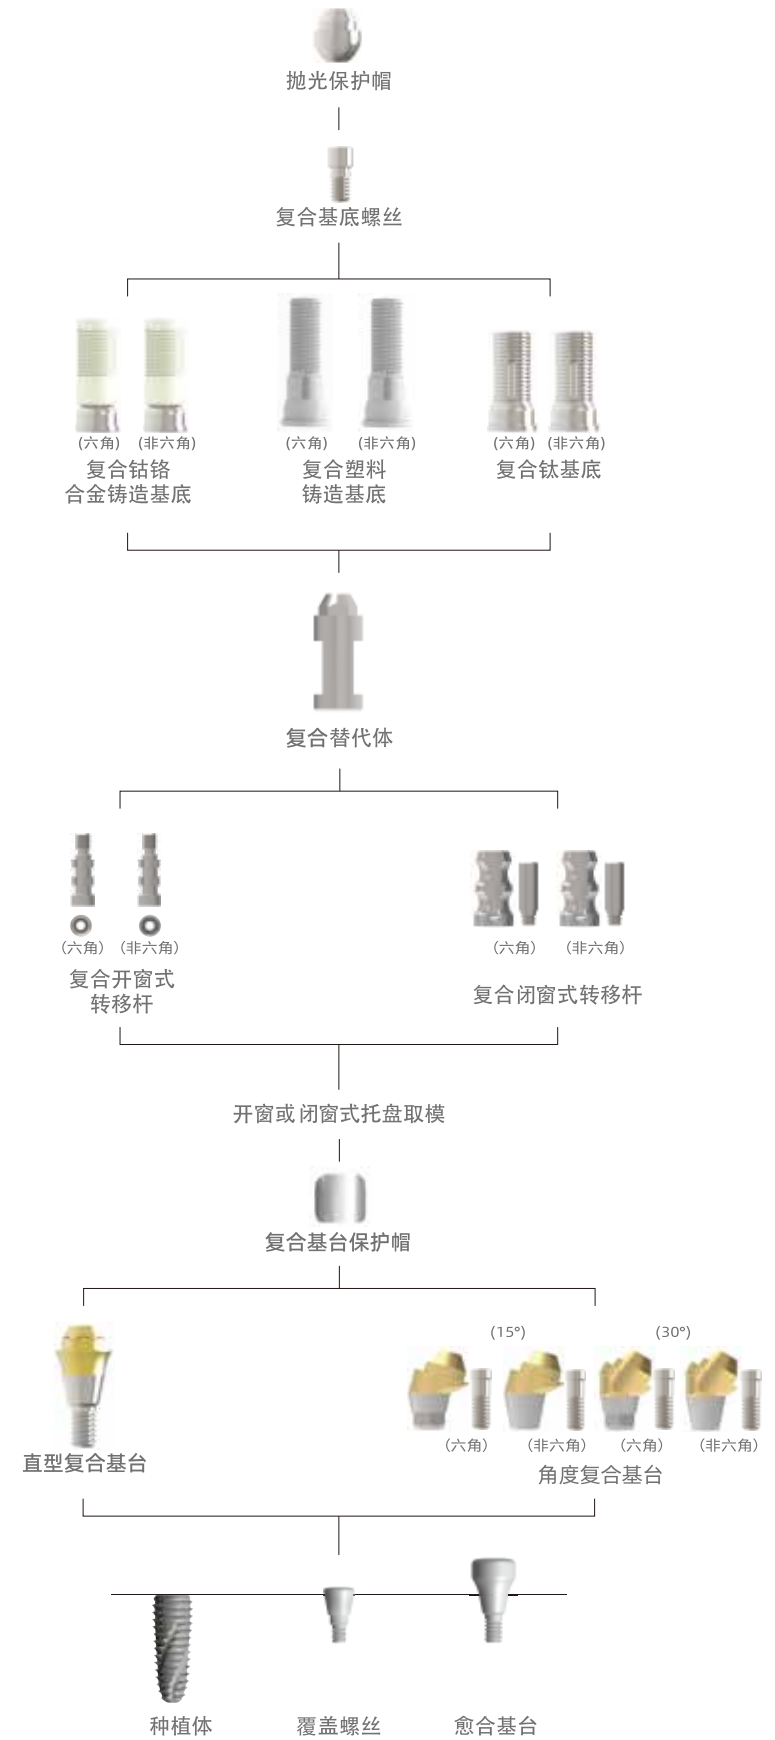 抛光保护帽
复合基底螺丝
(六角) (非六角) (六角) (非六角) (六角) (非六角)
复合钴铬
合金铸造基底
复合塑料
铸造基底
复合钛基底
复合替代体
(六角) (非六角) (六角) (非六角)
复合开窗式
转移杆
复合闭窗式转移杆
开窗或闭窗式托盘取模
复合基台保护帽
(15°) (30°)
(六角) (非六角) (六角) (非六角)
直型复合基台
角度复合基台
种植体 覆盖螺丝 愈合基台